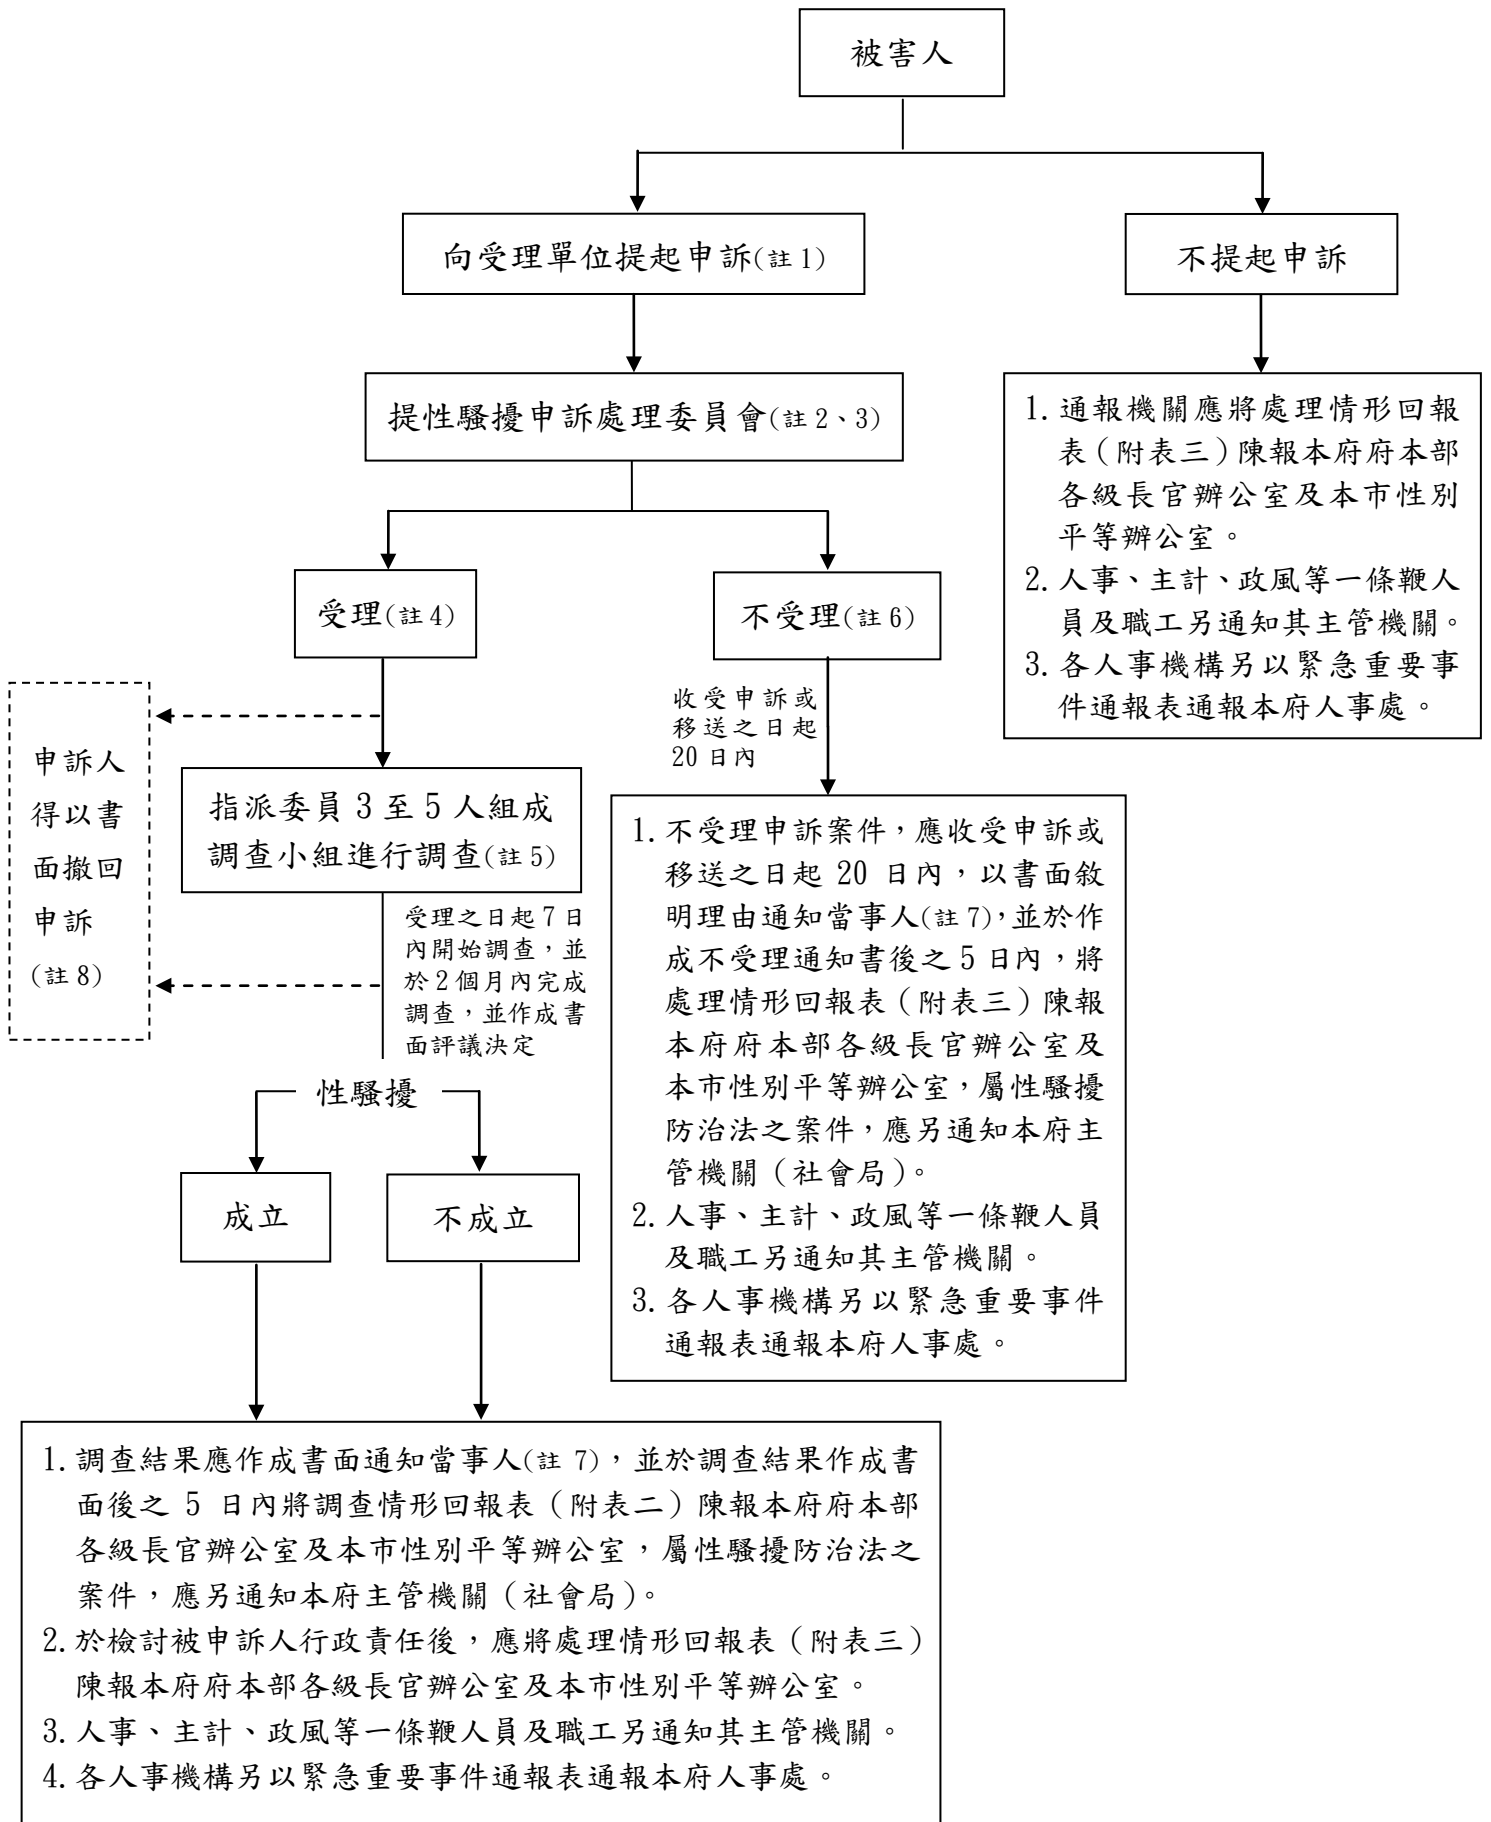 被害人
向受理單位提起申訴(註 1)
不提起申訴
提性騷擾申訴處理委員會(註 2、3)
1. 通報機關應將處理情形回報
表（附表三）陳報本府府本部
各級長官辦公室及本市性別
平等辦公室。
2. 人事、主計、政風等一條鞭人
員及職工另通知其主管機關。
3. 各人事機構另以緊急重要事
件通報表通報本府人事處。
受理(註 4)
不受理(註 6)
收受申訴或
移送之日起
20 日內
申訴人
得以書
面撤回
申訴
(註 8)
指派委員 3 至 5 人組成
調查小組進行調查(註 5)
受理之日起 7 日
內開始調查，並
於 2 個月內完成
調查，並作成書
面評議決定
1. 不受理申訴案件，應收受申訴或
移送之日起 20 日內，以書面敘
明理由通知當事人(註 7)，並於作
成不受理通知書後之 5 日內，將
處理情形回報表（附表三）陳報
本府府本部各級長官辦公室及
本市性別平等辦公室，屬性騷擾
防治法之案件，應另通知本府主
管機關（社會局）。
2. 人事、主計、政風等一條鞭人員
及職工另通知其主管機關。
3. 各人事機構另以緊急重要事件
通報表通報本府人事處。
性騷擾
成立
不成立
1. 調查結果應作成書面通知當事人(註 7)，並於調查結果作成書
面後之 5 日內將調查情形回報表（附表二）陳報本府府本部
各級長官辦公室及本市性別平等辦公室，屬性騷擾防治法之
案件，應另通知本府主管機關（社會局）。
2. 於檢討被申訴人行政責任後，應將處理情形回報表（附表三）
陳報本府府本部各級長官辦公室及本市性別平等辦公室。
3. 人事、主計、政風等一條鞭人員及職工另通知其主管機關。
4. 各人事機構另以緊急重要事件通報表通報本府人事處。